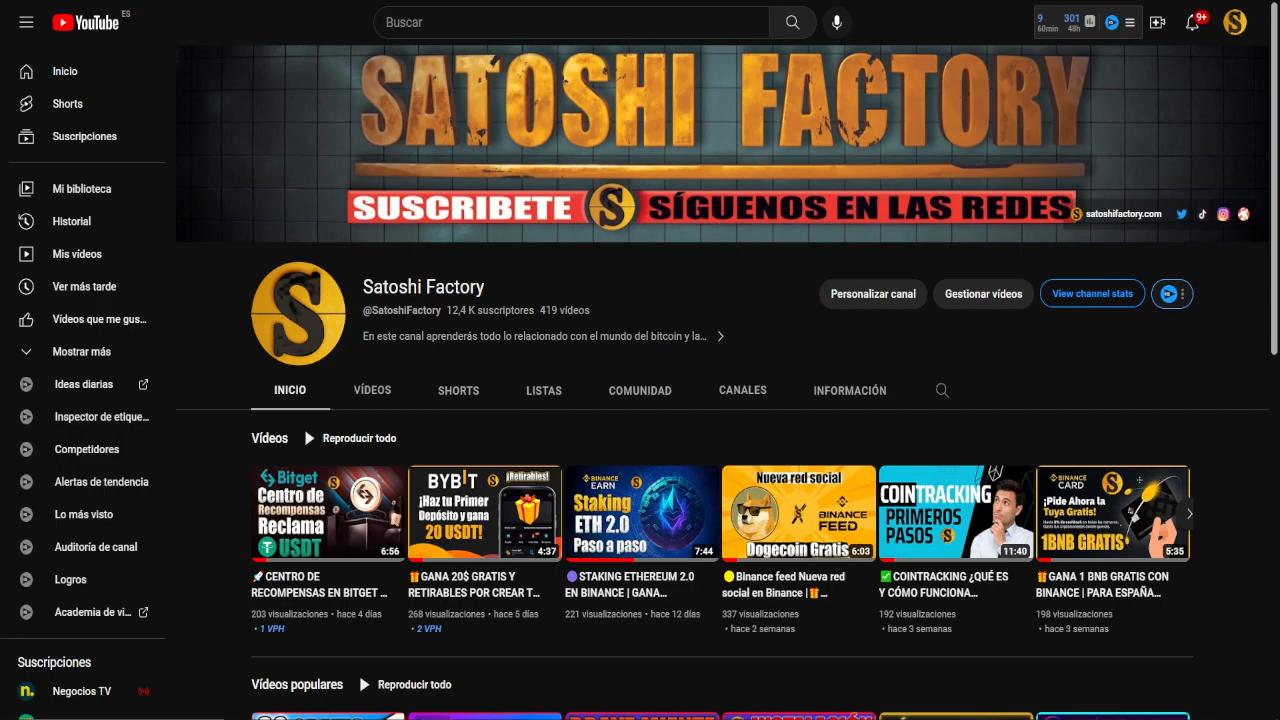 YouTube ES
Buscar
9
60min
301
48h
9+
Inicio
Shorts
Suscripciones
Mi biblioteca
Historial
Mis vídeos
Ver más tarde
Vídeos que me gus...
Mostrar más
Ideas diarias
Inspector de etique...
Competidores
Alertas de tendencia
Lo más visto
Auditoría de canal
Logros
Academia de vi...
Suscripciones
Negocios TV
SATOSHI FACTORY
SUSCRIBETE S SÍGUENOS EN LAS REDES
satoshifactory.com
Satoshi Factory
@SatoshiFactory 12,4 K suscriptores 419 vídeos
En este canal aprenderás todo lo relacionado con el mundo del bitcoin y la...
Personalizar canal
Gestionar vídeos
View channel stats
INICIO VÍDEOS SHORTS LISTAS COMUNIDAD CANALES INFORMACIÓN
Vídeos Reproducir todo
Bitget
Centro de
Recompensas
Reclama
USDT
6:56
🚀CENTRO DE
RECOMPENSAS EN BITGET ...
203 visualizaciones • hace 4 días
• 1 VPH
BYBIT
¡Retirables!
¡Haz tu Primer
Depósito y gana
20 USDT!
4:37
🎁GANA 20$ GRATIS Y
RETIRABLES POR CREAR T...
268 visualizaciones • hace 5 días
• 2 VPH
BINANCE
EARN
Staking
ETH 2.0
Paso a paso
7:44
🟣STAKING ETHEREUM 2.0
EN BINANCE | GANA...
221 visualizaciones • hace 12 días
Nueva red social
BINANCE
FEED
Dogecoin Gratis
6:03
🟡Binance feed Nueva red
social en Binance |🎁...
337 visualizaciones
• hace 2 semanas
COINTRACKING
PRIMEROS
PASOS
11:40
✅COINTRACKING ¿QUÉ ES
Y CÓMO FUNCIONA...
192 visualizaciones
• hace 3 semanas
BINANCE
CARD
¡Pide Ahora la
Tuya Gratis!
1BNB GRATIS
5:35
🎁GANA 1 BNB GRATIS CON
BINANCE | PARA ESPAÑA...
198 visualizaciones
• hace 3 semanas
Vídeos populares Reproducir todo